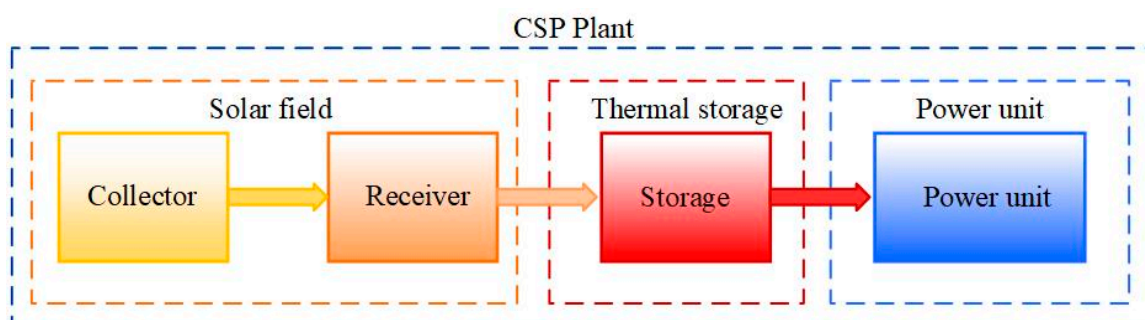 CSP Plant
Solar field
Thermal storage
Power unit
Collector
Receiver
Storage
Power unit